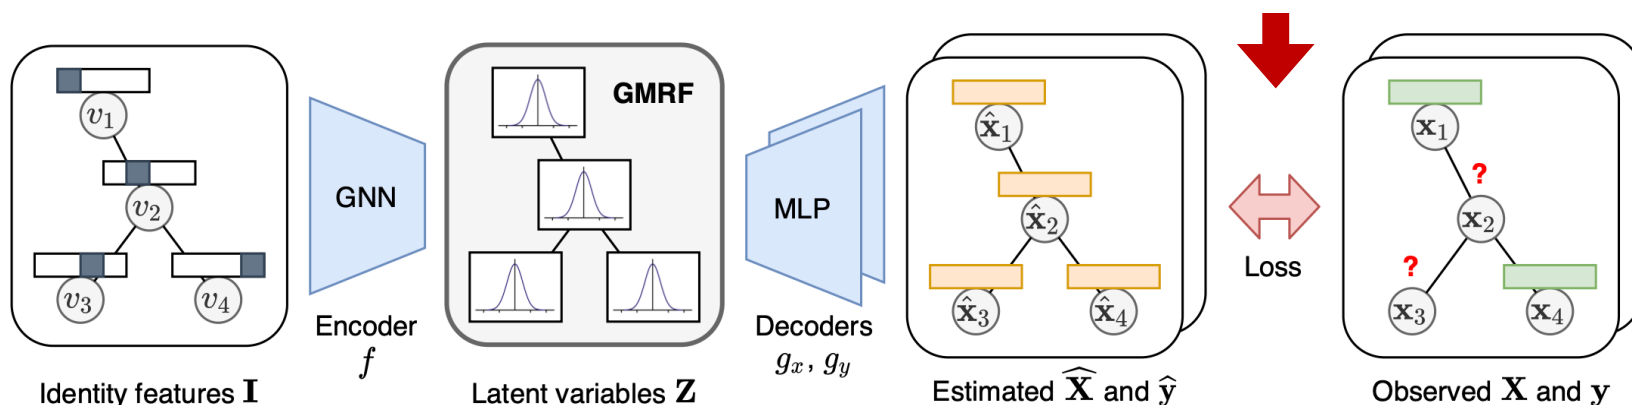 v₁
v₂
v₃
v₄
Identity features I
GNN
Encoder
f
GMRF
Latent variables Z
MLP
Decoders
gₓ, gᵧ
x̂₁
x̂₂
x̂₃
x̂₄
Estimated X̂ and ŷ
Loss
x₁
?
x₂
?
x₃
x₄
Observed X and y